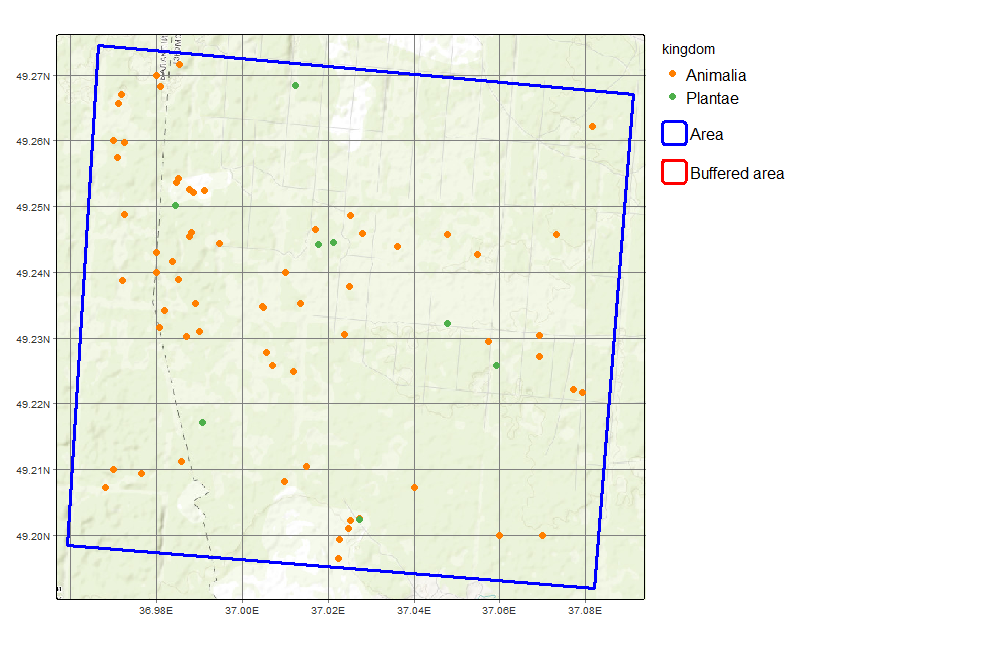 kingdom
Animalia
Plantae
Area
Buffered area
49.27N
49.26N
49.25N
49.24N
49.23N
49.22N
49.21N
49.20N
36.98E
37.00E
37.02E
37.04E
37.06E
37.08E